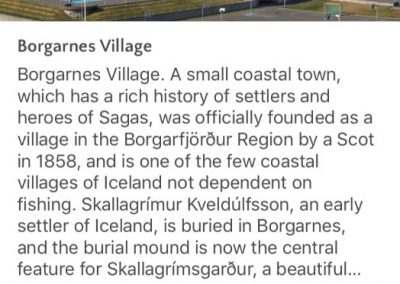 Borgarnes Village
Borgarnes Village. A small coastal town,
which has a rich history of settlers and
heroes of Sagas, was officially founded as a
village in the Borgarfjörður Region by a Scot
in 1858, and is one of the few coastal
villages of Iceland not dependent on
fishing. Skallagrímur Kveldúlfsson, an early
settler of Iceland, is buried in Borgarnes,
and the burial mound is now the central
feature for Skallagrímsgarður, a beautiful...